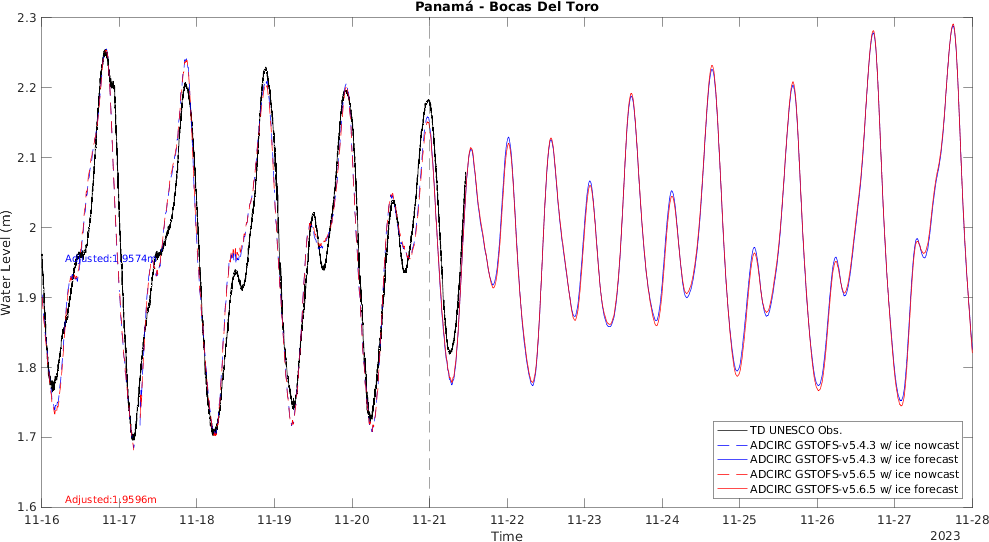 Panamá - Bocas Del Toro
2.3
2.2
2.1
2
1.9
1.8
1.7
1.6
Water Level (m)
Adjusted:1.9574m
Adjusted:1.9596m
TD UNESCO Obs.
ADCIRC GSTOFS-v5.4.3 w/ ice nowcast
ADCIRC GSTOFS-v5.4.3 w/ ice forecast
ADCIRC GSTOFS-v5.6.5 w/ ice nowcast
ADCIRC GSTOFS-v5.6.5 w/ ice forecast
11-16 11-17 11-18 11-19 11-20 11-21 11-22 11-23 11-24 11-25 11-26 11-27 11-28
Time
2023